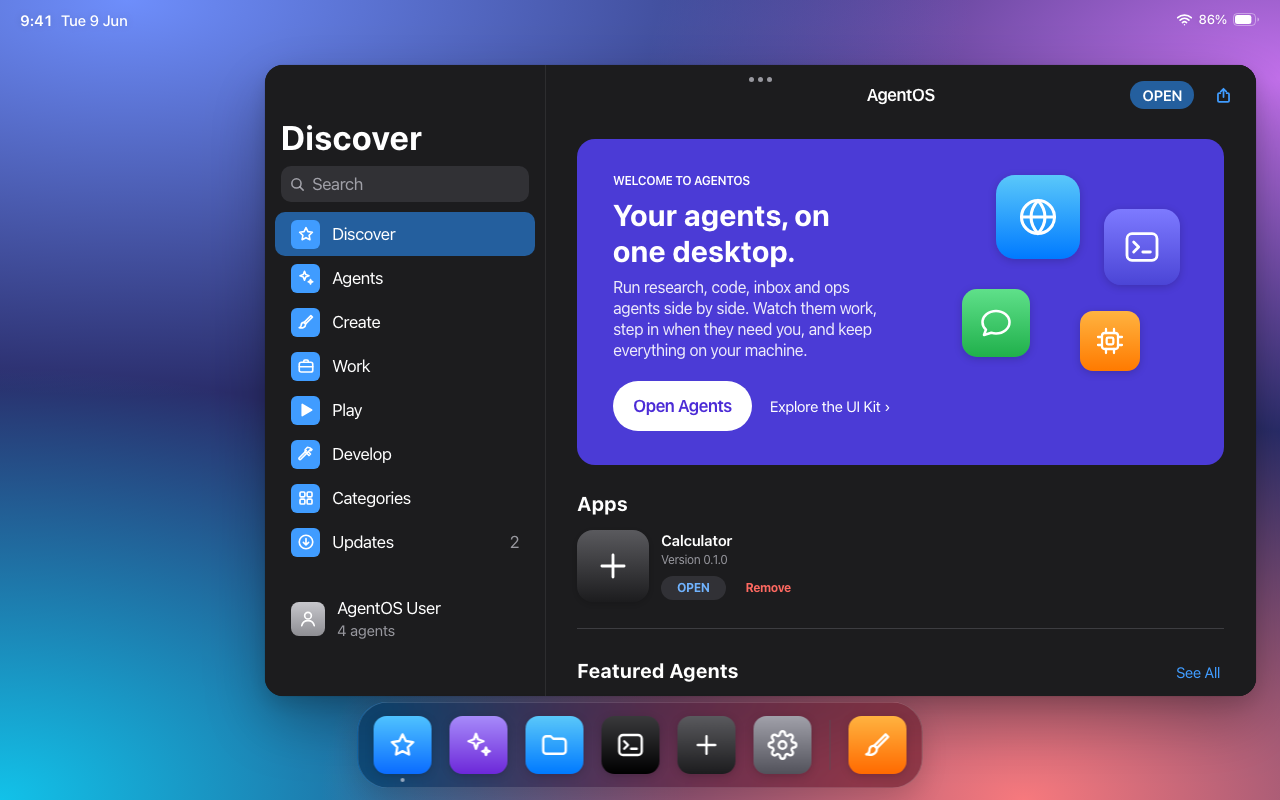 9:41 Tue 9 Jun
86%
AgentOS
OPEN
Discover
Search
Discover
Agents
Create
Work
Play
Develop
Categories
Updates 2
AgentOS User
4 agents
WELCOME TO AGENTOS
Your agents, on
one desktop.
Run research, code, inbox and ops
agents side by side. Watch them work,
step in when they need you, and keep
everything on your machine.
Open Agents
Explore the UI Kit ›
Apps
Calculator
Version 0.1.0
OPEN Remove
Featured Agents
See All